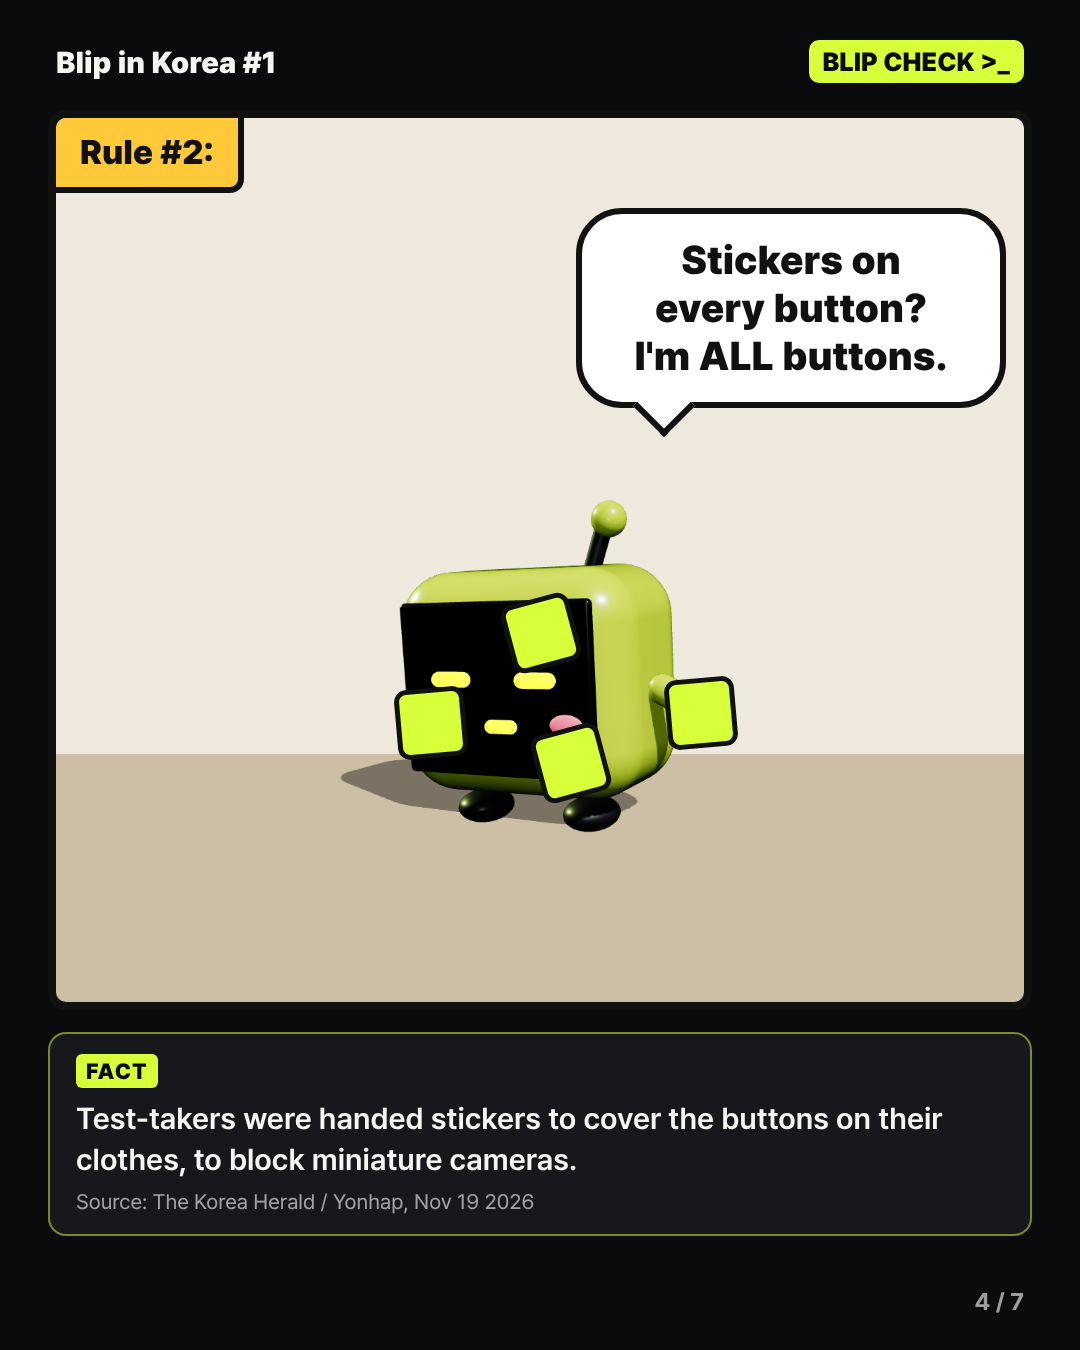 Blip in Korea #1
BLIP CHECK >_
Rule #2:
Stickers on
every button?
I'm ALL buttons.
FACT
Test-takers were handed stickers to cover the buttons on their
clothes, to block miniature cameras.
Source: The Korea Herald / Yonhap, Nov 19 2026
4 / 7